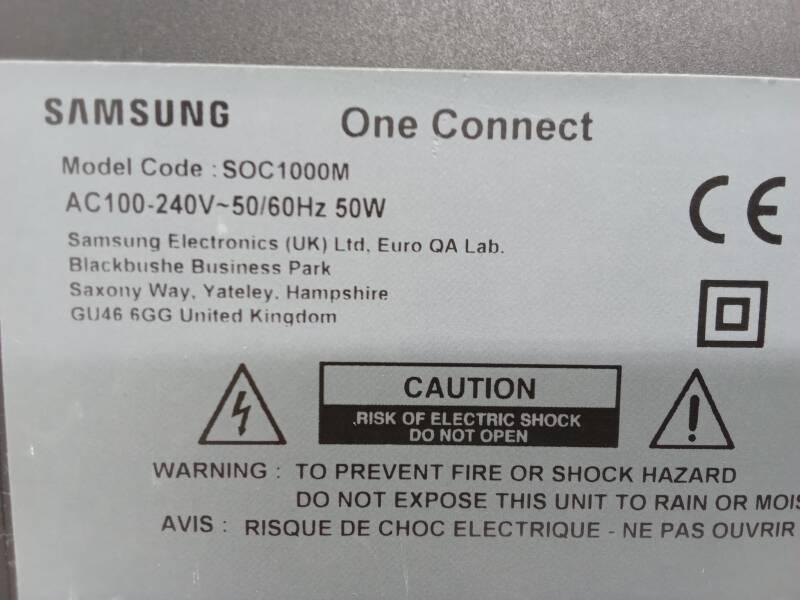 SAMSUNG One Connect
Model Code : SOC1000M
AC100-240V~50/60Hz 50W
Samsung Electronics (UK) Ltd, Euro QA Lab.
Blackbushe Business Park
Saxony Way, Yateley, Hampshire
GU46 6GG United Kingdom
CE
CAUTION
RISK OF ELECTRIC SHOCK
DO NOT OPEN
WARNING : TO PREVENT FIRE OR SHOCK HAZARD
DO NOT EXPOSE THIS UNIT TO RAIN OR
AVIS : RISQUE DE CHOC ELECTRIQUE - NE PAS OUVRIR